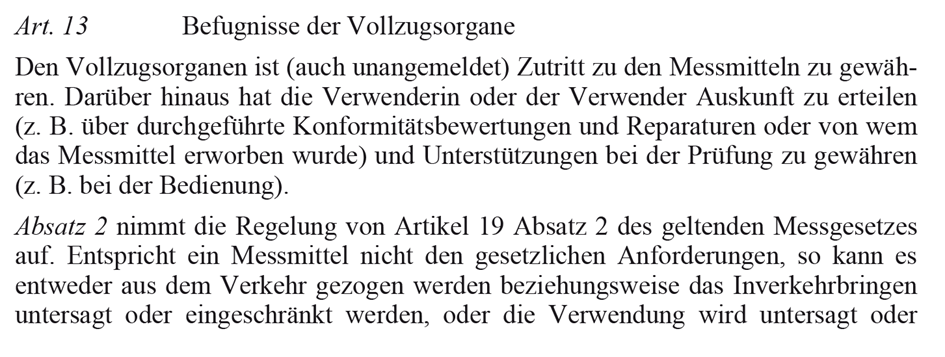 Art. 13 Befugnisse der Vollzugsorgane
Den Vollzugsorganen ist (auch unangemeldet) Zutritt zu den Messmitteln zu gewäh-
ren. Darüber hinaus hat die Verwenderin oder der Verwender Auskunft zu erteilen
(z. B. über durchgeführte Konformitätsbewertungen und Reparaturen oder von wem
das Messmittel erworben wurde) und Unterstützungen bei der Prüfung zu gewähren
(z. B. bei der Bedienung).
Absatz 2 nimmt die Regelung von Artikel 19 Absatz 2 des geltenden Messgesetzes
auf. Entspricht ein Messmittel nicht den gesetzlichen Anforderungen, so kann es
entweder aus dem Verkehr gezogen werden beziehungsweise das Inverkehrbringen
untersagt oder eingeschränkt werden, oder die Verwendung wird untersagt oder